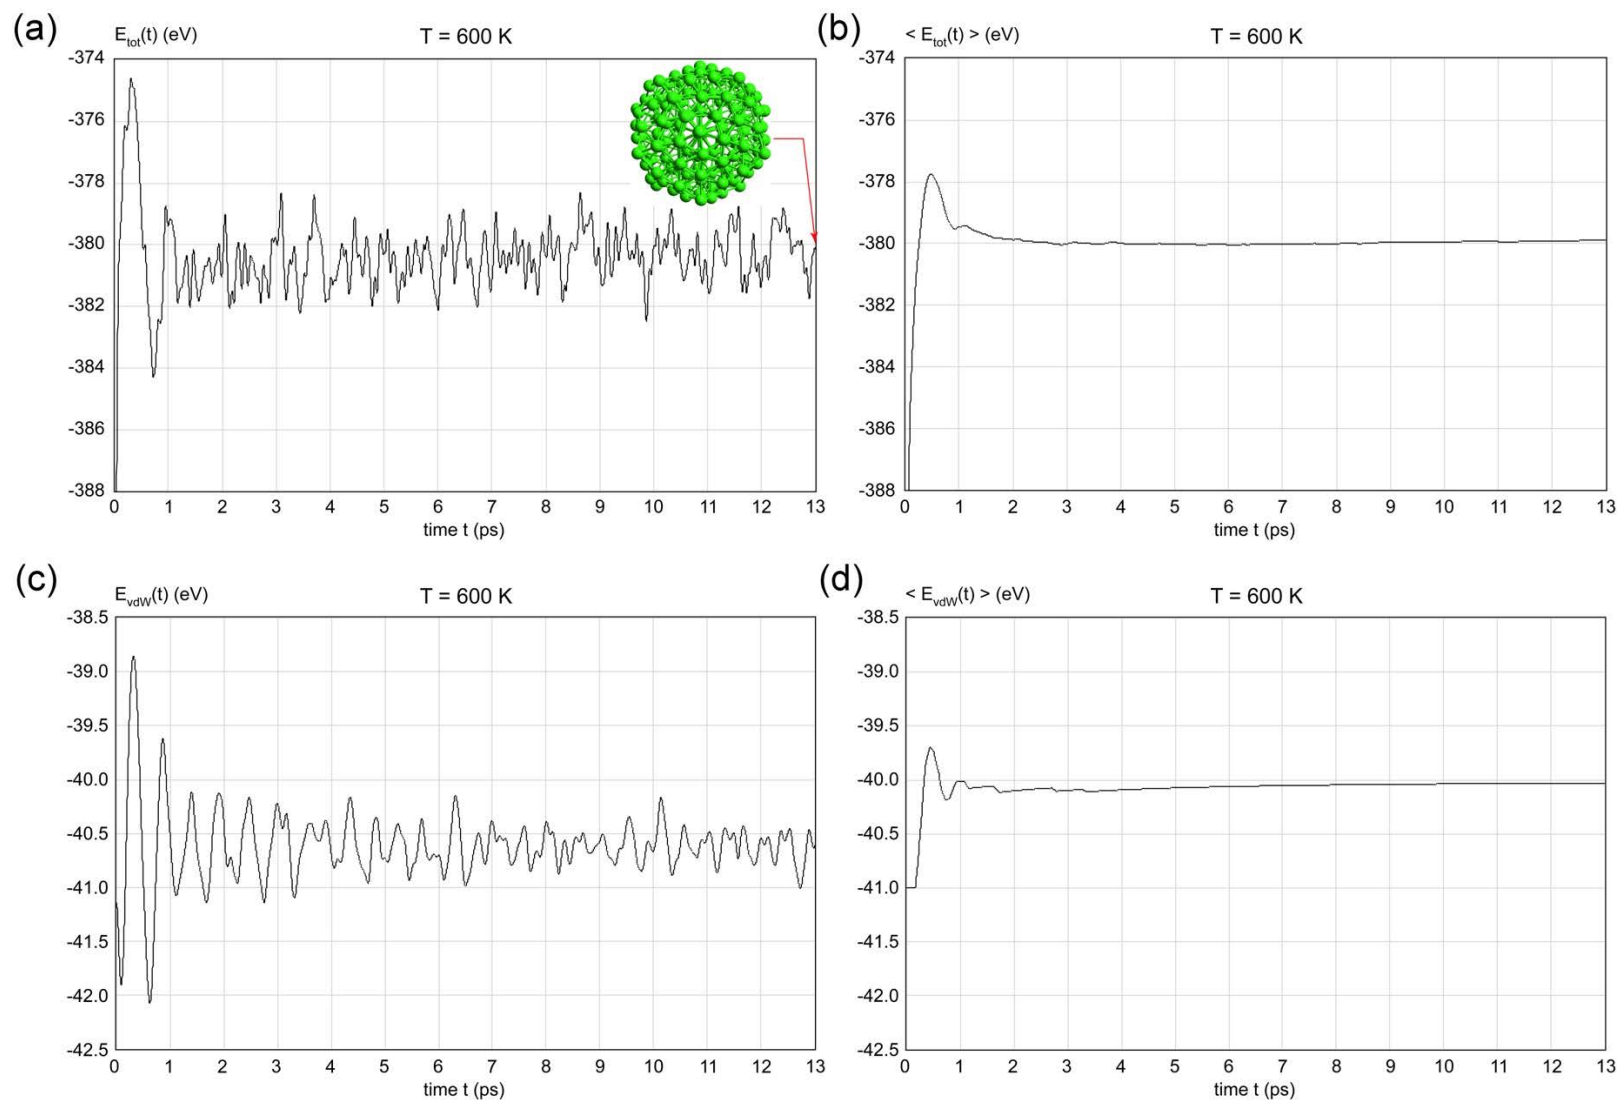 (a)
E_tot(t) (eV)
T = 600 K
-374
-376
-378
-380
-382
-384
-386
-388
0 1 2 3 4 5 6 7 8 9 10 11 12 13
time t (ps)
(b)
< E_tot(t) > (eV)
T = 600 K
-374
-376
-378
-380
-382
-384
-386
-388
0 1 2 3 4 5 6 7 8 9 10 11 12 13
time t (ps)
(c)
E_vdW(t) (eV)
T = 600 K
-38.5
-39.0
-39.5
-40.0
-40.5
-41.0
-41.5
-42.0
-42.5
0 1 2 3 4 5 6 7 8 9 10 11 12 13
time t (ps)
(d)
< E_vdW(t) > (eV)
T = 600 K
-38.5
-39.0
-39.5
-40.0
-40.5
-41.0
-41.5
-42.0
-42.5
0 1 2 3 4 5 6 7 8 9 10 11 12 13
time t (ps)